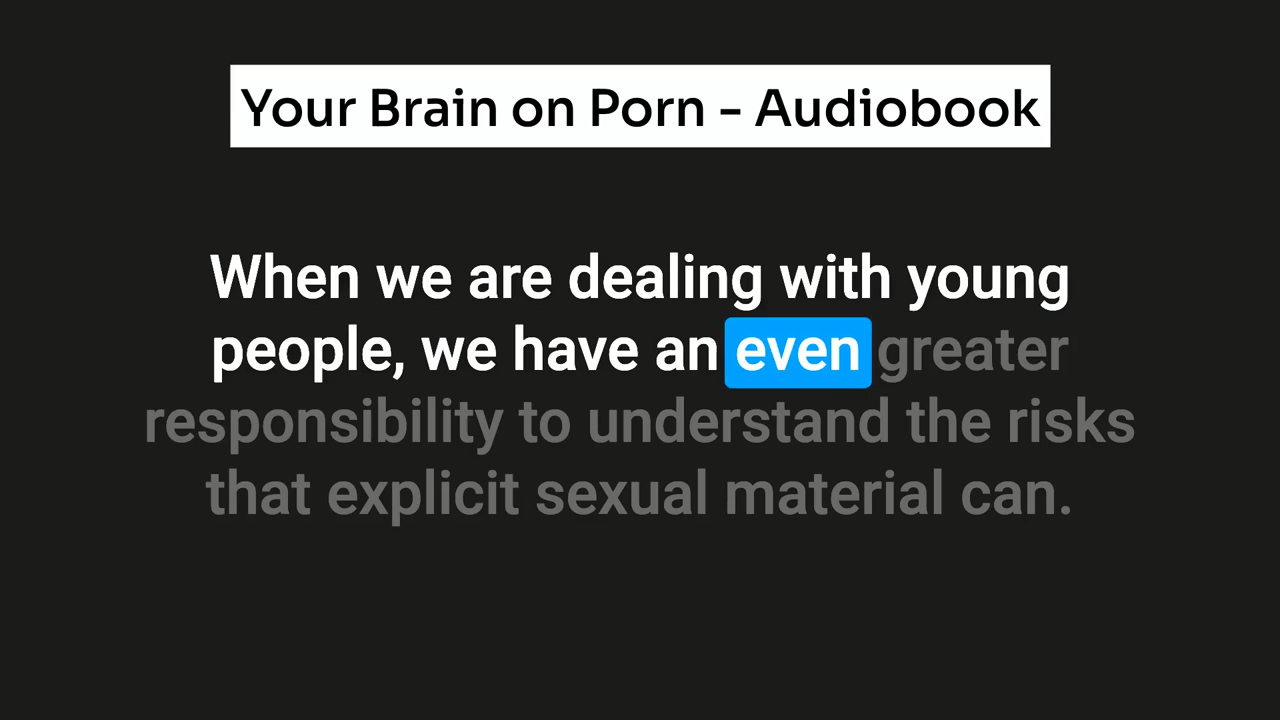 Your Brain on Porn - Audiobook
When we are dealing with young
people, we have an even greater
responsibility to understand the risks
that explicit sexual material can.